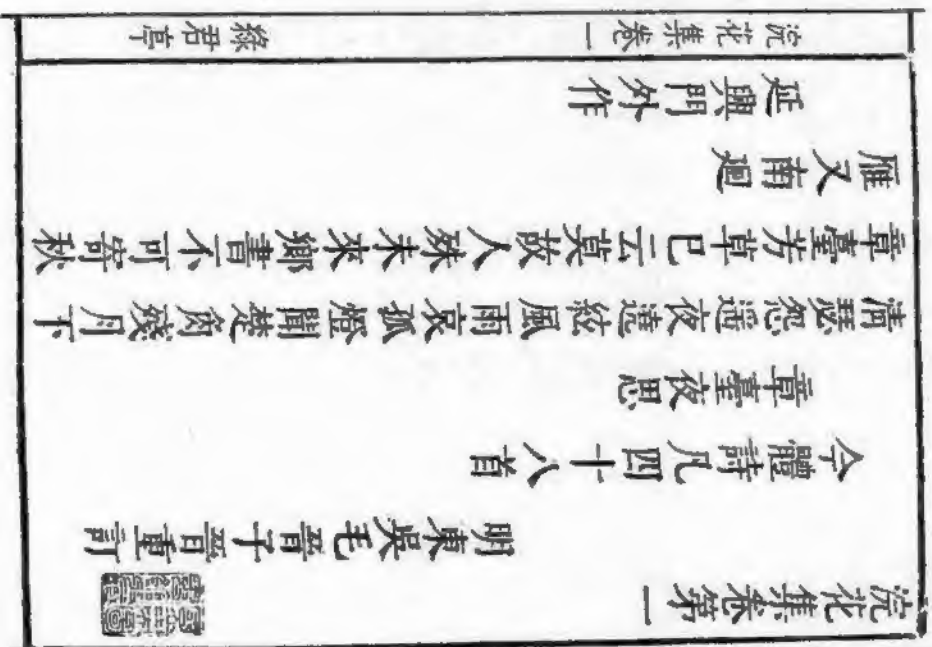 浣花集卷第一
明東吳毛晉子晉重訂
今體詩凡四十八首
章臺夜思
清瑟怨遥夜遶絃風雨哀孤燈聞楚角殘月下
章臺芳草已云莫故人殊未來鄉書不可寄秋
雁又南廻
延興門外作
浣花集卷一
綠君亭